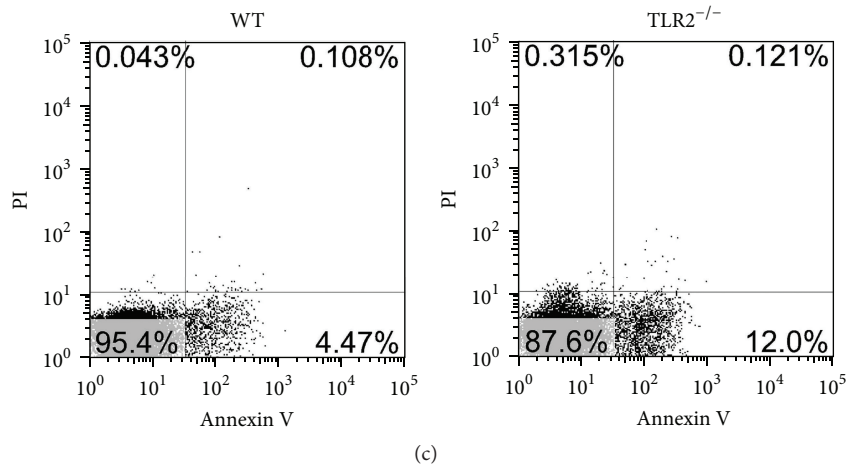 WT
TLR2⁻/⁻
10⁵
0.043%
0.108%
10⁴
10³
PI
10²
10¹
95.4%
4.47%
10⁰
10⁰ 10¹ 10² 10³ 10⁴ 10⁵
Annexin V
10⁵
0.315%
0.121%
10⁴
10³
PI
10²
10¹
87.6%
12.0%
10⁰
10⁰ 10¹ 10² 10³ 10⁴ 10⁵
Annexin V
(c)